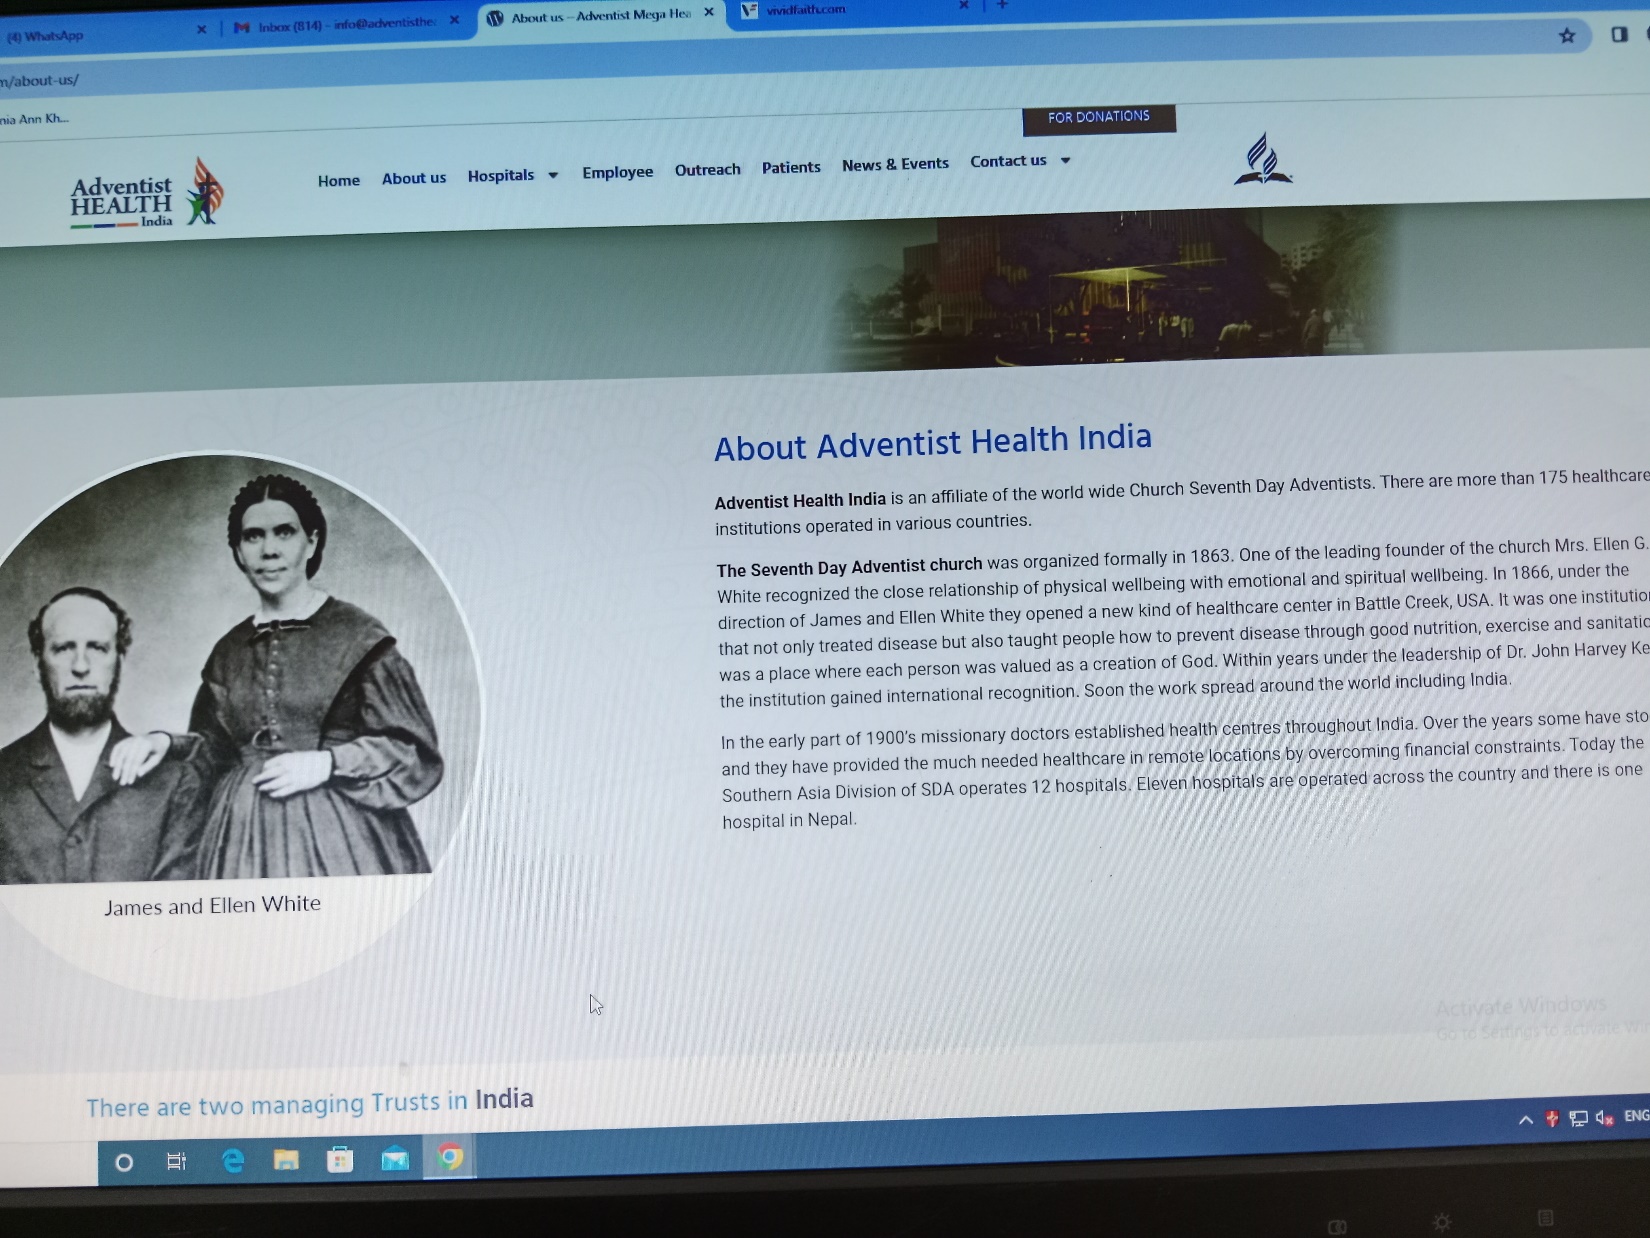 (4) WhatsApp
Inbox (814) - info@adventisthe
About us – Adventist Mega Hea
vividfaith.com
m/about-us/
nia Ann Kh...
FOR DONATIONS
Adventist
HEALTH
India
Home About us Hospitals Employee Outreach Patients News & Events Contact us
About Adventist Health India
Adventist Health India is an affiliate of the world wide Church Seventh Day Adventists. There are more than 175 healthcare
institutions operated in various countries.
The Seventh Day Adventist church was organized formally in 1863. One of the leading founder of the church Mrs. Ellen G.
White recognized the close relationship of physical wellbeing with emotional and spiritual wellbeing. In 1866, under the
direction of James and Ellen White they opened a new kind of healthcare center in Battle Creek, USA. It was one institutio
that not only treated disease but also taught people how to prevent disease through good nutrition, exercise and sanitatio
was a place where each person was valued as a creation of God. Within years under the leadership of Dr. John Harvey Ke
the institution gained international recognition. Soon the work spread around the world including India.
In the early part of 1900's missionary doctors established health centres throughout India. Over the years some have sto
and they have provided the much needed healthcare in remote locations by overcoming financial constraints. Today the
Southern Asia Division of SDA operates 12 hospitals. Eleven hospitals are operated across the country and there is one
hospital in Nepal.
James and Ellen White
Activate Windows
Go to Settings to activate W
There are two managing Trusts in India
ENG